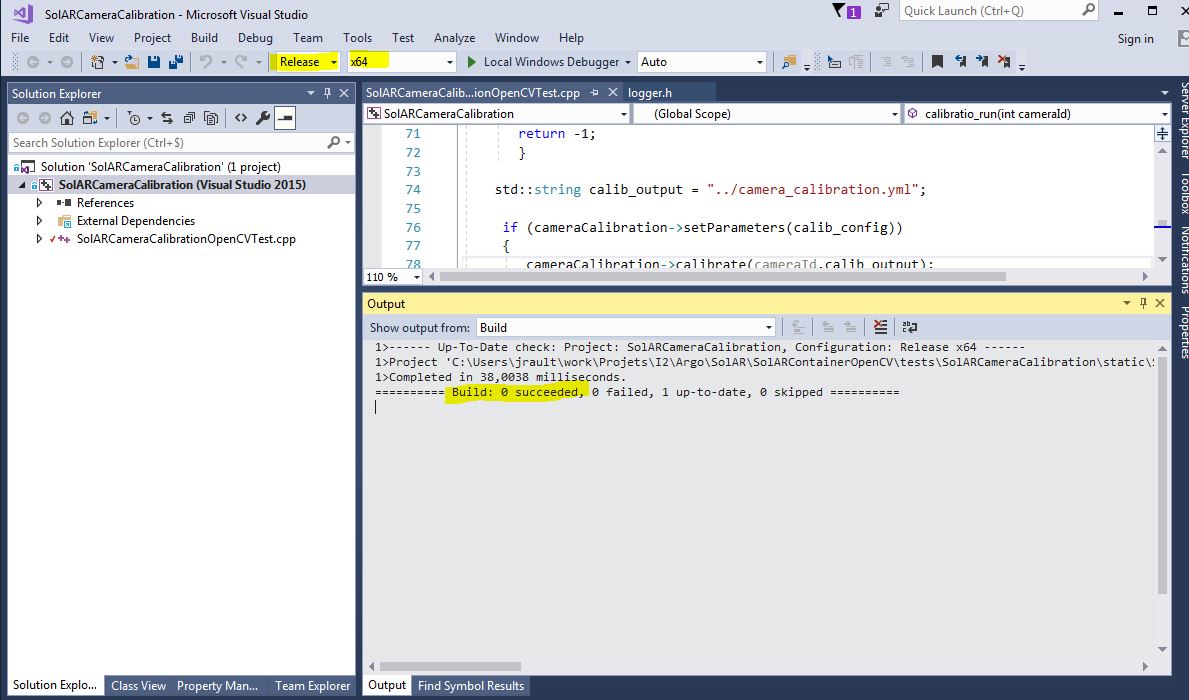 SolARCameraCalibration - Microsoft Visual Studio
1
Quick Launch (Ctrl+Q)
File Edit View Project Build Debug Team Tools Test Analyze Window Help
Sign in
Release x64 Local Windows Debugger Auto
Solution Explorer
Search Solution Explorer (Ctrl+$)
Solution 'SolARCameraCalibration' (1 project)
SolARCameraCalibration (Visual Studio 2015)
References
External Dependencies
SolARCameraCalibrationOpenCVTest.cpp
Solution Explo... Class View Property Man... Team Explorer
SolARCameraCalib...ionOpenCVTest.cpp logger.h
SolARCameraCalibration (Global Scope) calibratio_run(int cameraId)
71 return -1;
72 }
73
74 std::string calib_output = "../camera_calibration.yml";
75
76 if (cameraCalibration->setParameters(calib_config))
77 {
78 cameraCalibration->calibrate(cameraId,calib_output);
110 %
Output
Show output from: Build
1>------ Up-To-Date check: Project: SolARCameraCalibration, Configuration: Release x64 ------
1>Project 'C:\Users\jrault\work\Projets\I2\Argo\SolAR\SolARContainerOpenCV\tests\SolARCameraCalibration\static\
1>Completed in 38,0038 milliseconds.
========== Build: 0 succeeded, 0 failed, 1 up-to-date, 0 skipped ==========
Output Find Symbol Results
Server Explorer
Toolbox
Notifications
Properties